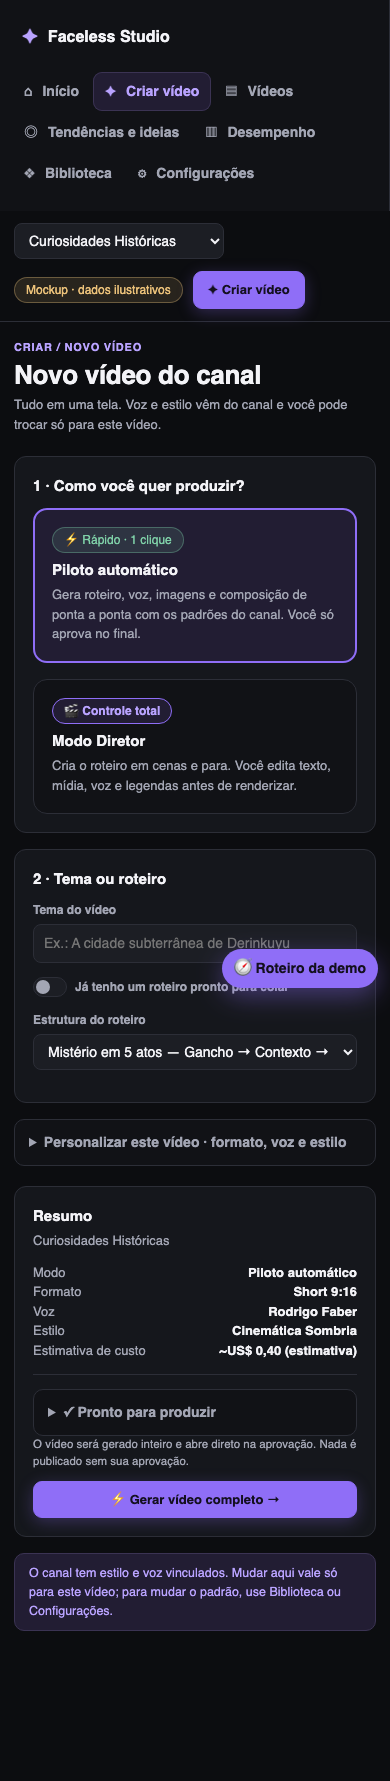 ✦ Faceless Studio
⌂ Início ✦ Criar vídeo ▤ Vídeos
◎ Tendências e ideias ▥ Desempenho
❖ Biblioteca ⚙ Configurações
Curiosidades Históricas
Mockup · dados ilustrativos ✦ Criar vídeo
CRIAR / NOVO VÍDEO
Novo vídeo do canal
Tudo em uma tela. Voz e estilo vêm do canal e você pode
trocar só para este vídeo.
1 · Como você quer produzir?
⚡ Rápido · 1 clique
Piloto automático
Gera roteiro, voz, imagens e composição de
ponta a ponta com os padrões do canal. Você só
aprova no final.
🎬 Controle total
Modo Diretor
Cria o roteiro em cenas e para. Você edita texto,
mídia, voz e legendas antes de renderizar.
2 · Tema ou roteiro
Tema do vídeo
Ex.: A cidade subterrânea de Derinkuyu
🧭 Roteiro da demo
Já tenho um roteiro pronto para colar
Estrutura do roteiro
Mistério em 5 atos — Gancho → Contexto →
▶ Personalizar este vídeo · formato, voz e estilo
Resumo
Curiosidades Históricas
Modo Piloto automático
Formato Short 9:16
Voz Rodrigo Faber
Estilo Cinemática Sombria
Estimativa de custo ~US$ 0,40 (estimativa)
▶ ✓ Pronto para produzir
O vídeo será gerado inteiro e abre direto na aprovação. Nada é
publicado sem sua aprovação.
⚡ Gerar vídeo completo →
O canal tem estilo e voz vinculados. Mudar aqui vale só
para este vídeo; para mudar o padrão, use Biblioteca ou
Configurações.